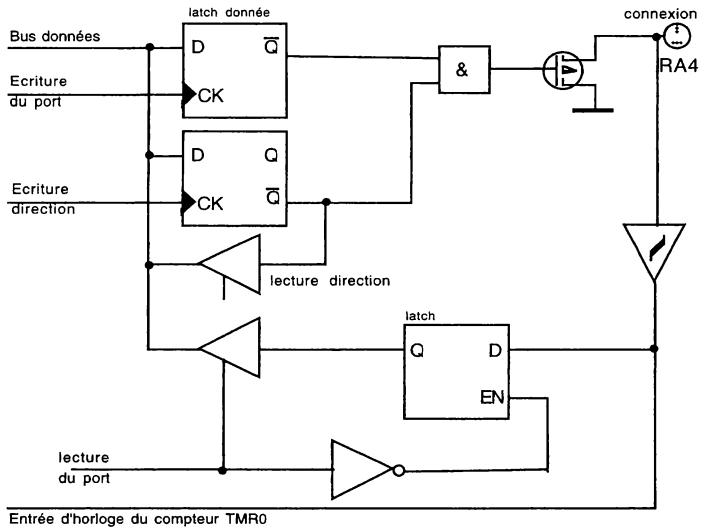 latch donnée
connexion
Bus données
D
Q
RA4
Ecriture
du port
CK
&
D
Q
Ecriture
direction
CK
Q
lecture direction
latch
Q
D
EN
lecture
du port
Entrée d'horloge du compteur TMR0